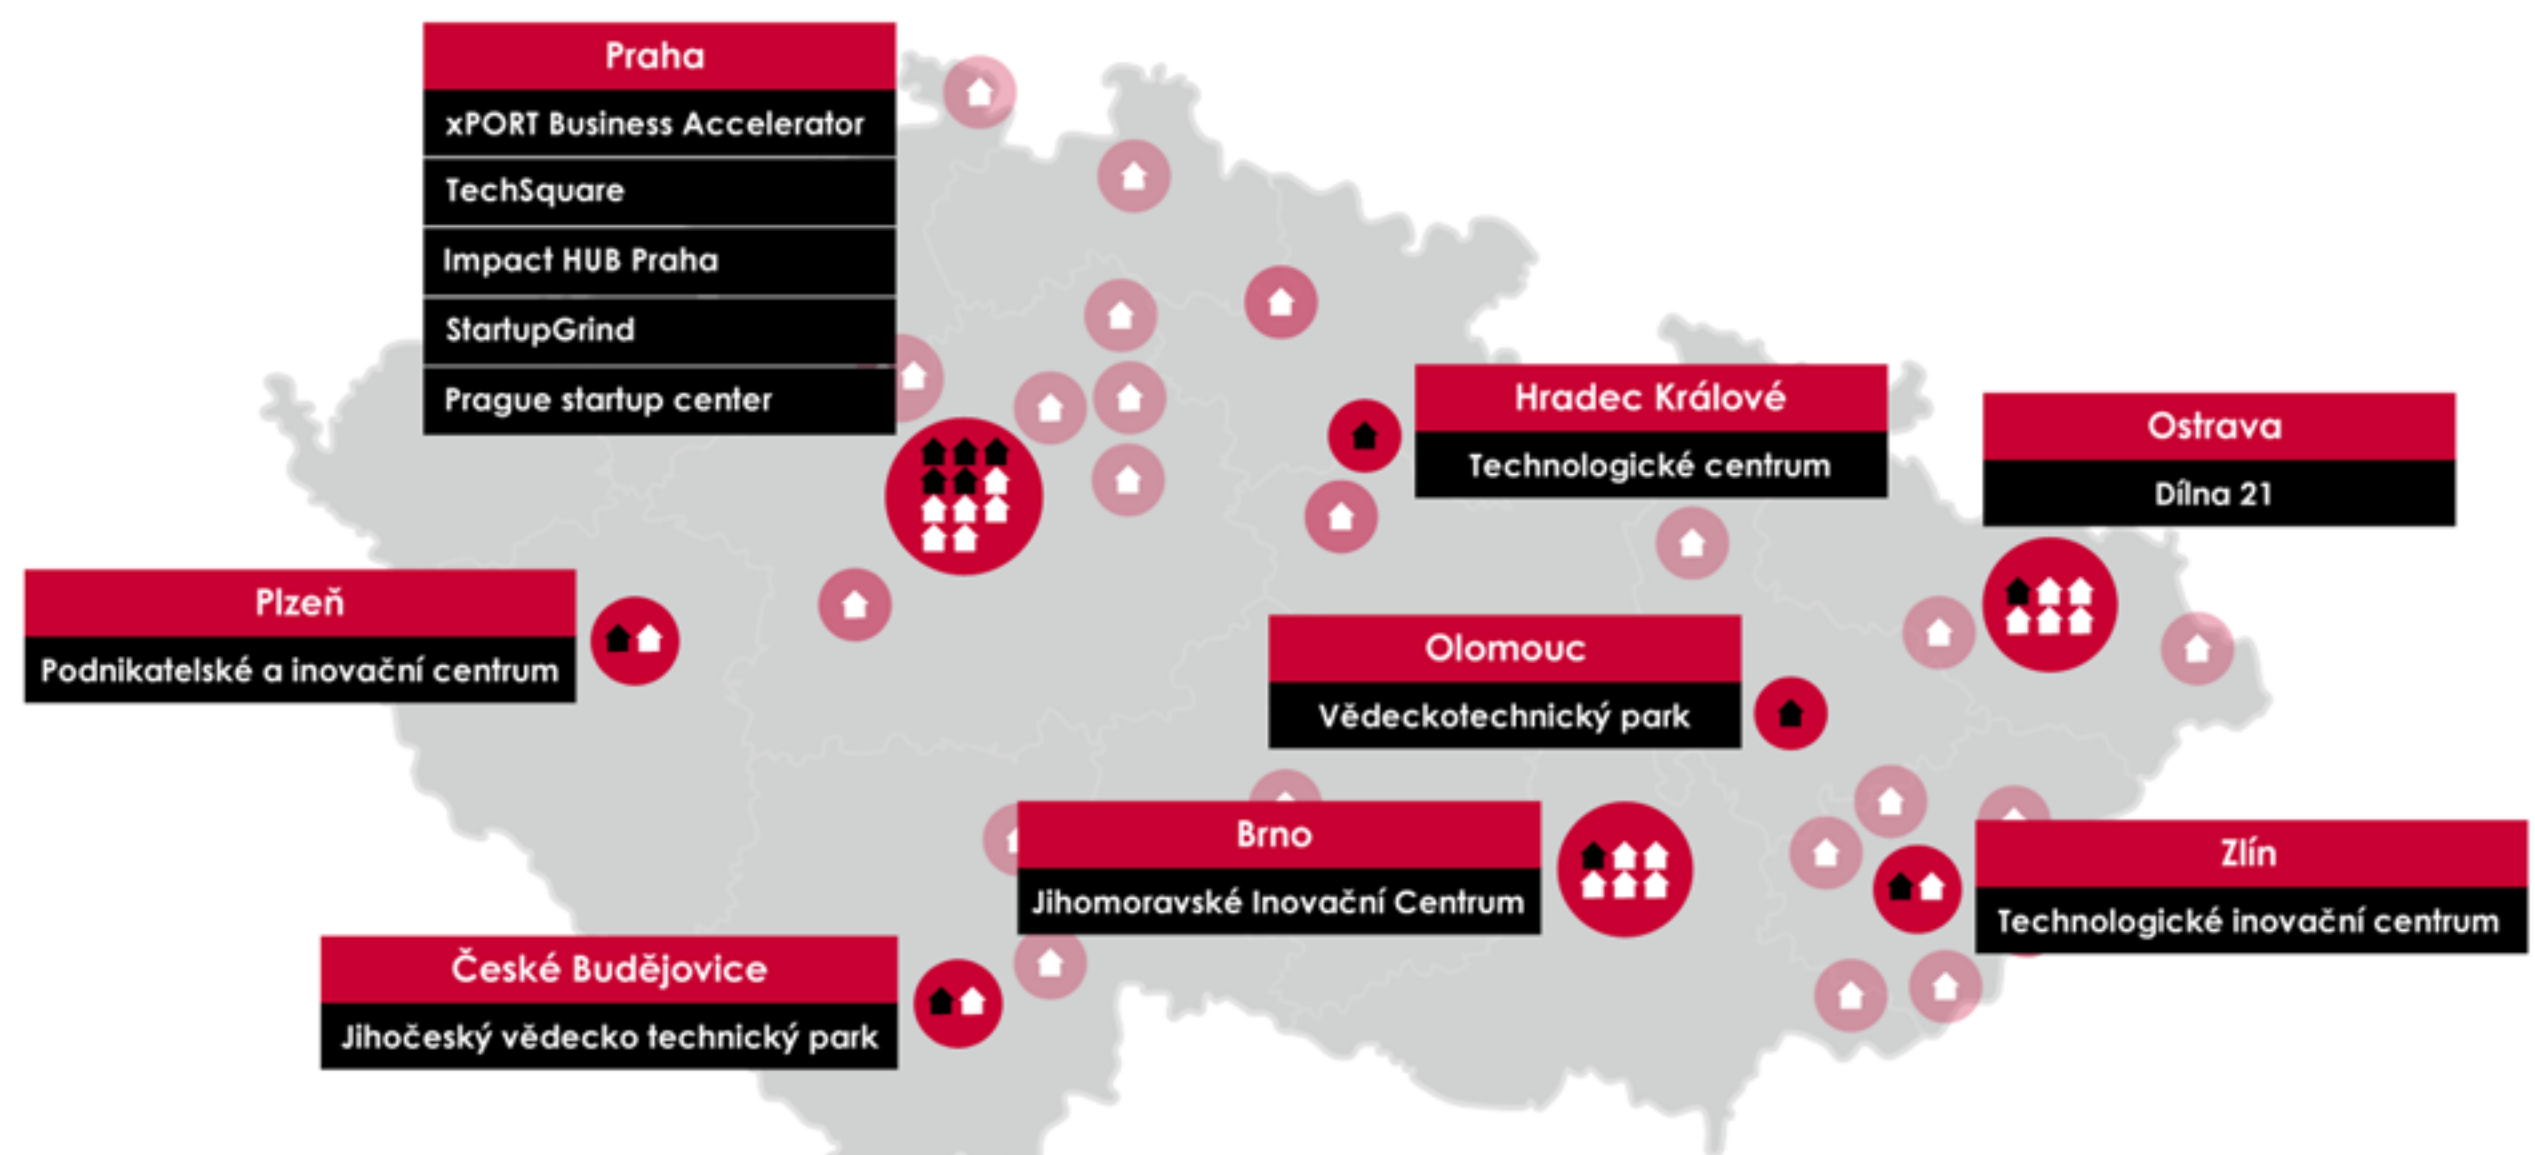 Praha
xPORT Business Accelerator
TechSquare
Impact HUB Praha
StartupGrind
Prague startup center
Hradec Králové
Technologické centrum
Ostrava
Dílna 21
Plzeň
Podnikatelské a inovační centrum
Olomouc
Vědeckotechnický park
Brno
Jihomoravské Inovační Centrum
Zlín
Technologické inovační centrum
České Budějovice
Jihočeský vědecko technický park